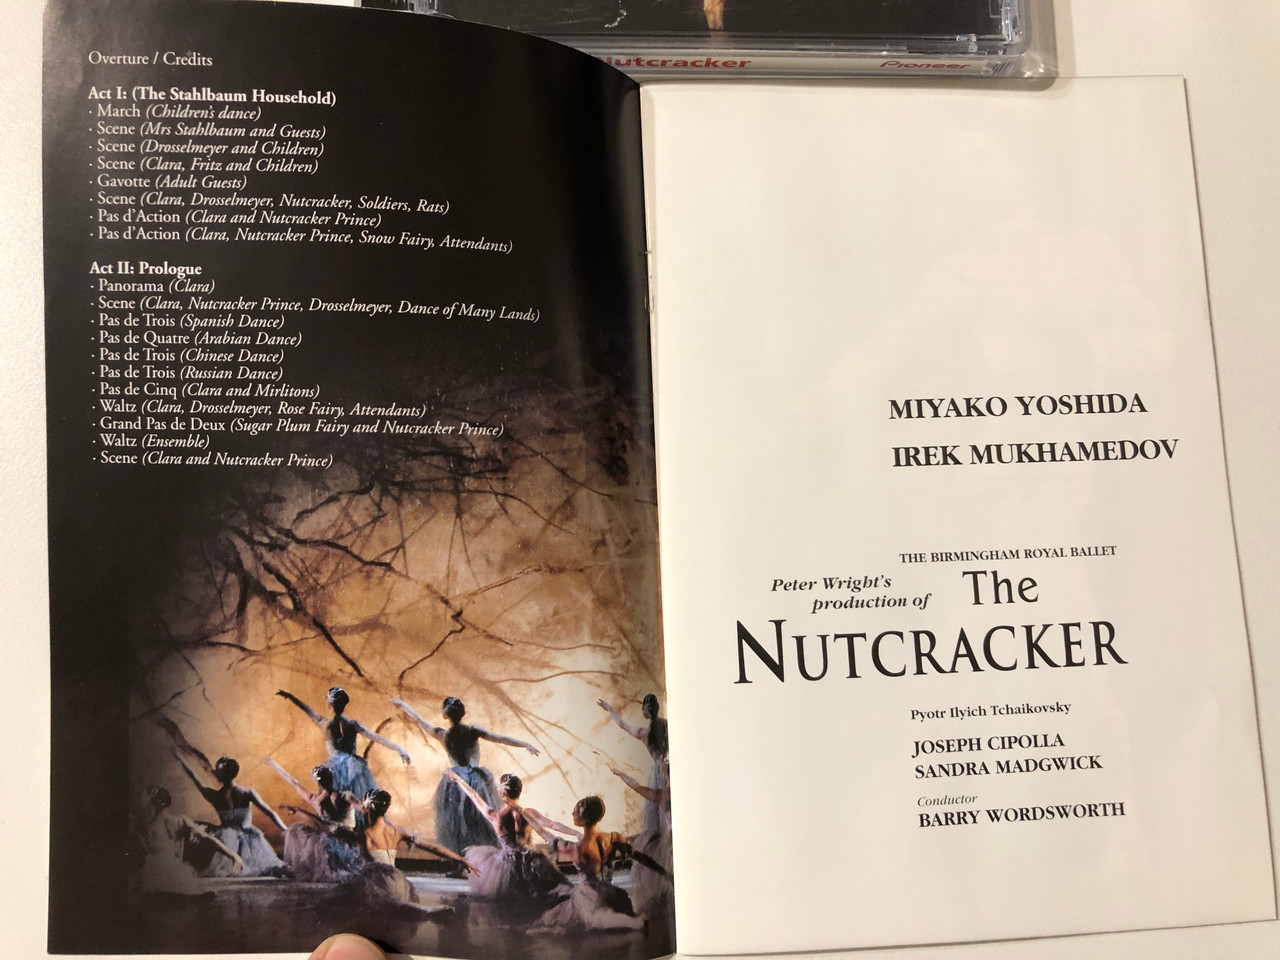 Nutcracker
Pioneer
Overture / Credits
Act I: (The Stahlbaum Household)
· March (Children's dance)
· Scene (Mrs Stahlbaum and Guests)
· Scene (Drosselmeyer and Children)
· Scene (Clara, Fritz and Children)
· Gavotte (Adult Guests)
· Scene (Clara, Drosselmeyer, Nutcracker, Soldiers, Rats)
· Pas d'Action (Clara and Nutcracker Prince)
· Pas d'Action (Clara, Nutcracker Prince, Snow Fairy, Attendants)
Act II: Prologue
· Panorama (Clara)
· Scene (Clara, Nutcracker Prince, Drosselmeyer, Dance of Many Lands)
· Pas de Trois (Spanish Dance)
· Pas de Quatre (Arabian Dance)
· Pas de Trois (Chinese Dance)
· Pas de Trois (Russian Dance)
· Pas de Cinq (Clara and Mirlitons)
· Waltz (Clara, Drosselmeyer, Rose Fairy, Attendants)
· Grand Pas de Deux (Sugar Plum Fairy and Nutcracker Prince)
· Waltz (Ensemble)
· Scene (Clara and Nutcracker Prince)
MIYAKO YOSHIDA
IREK MUKHAMEDOV
THE BIRMINGHAM ROYAL BALLET
Peter Wright's
production of
The
NUTCRACKER
Pyotr Ilyich Tchaikovsky
JOSEPH CIPOLLA
SANDRA MADGWICK
Conductor
BARRY WORDSWORTH